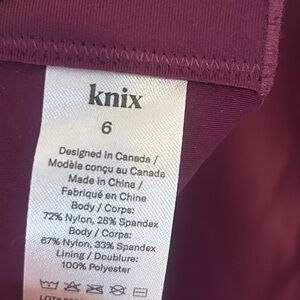 knix
6
Designed in Canada /
Modèle conçu au Canada
Made in China /
Fabriqué en Chine
Body / Corps:
72% Nylon, 28% Spandex
Body / Corps:
67% Nylon, 33% Spandex
Lining / Doublure:
100% Polyester